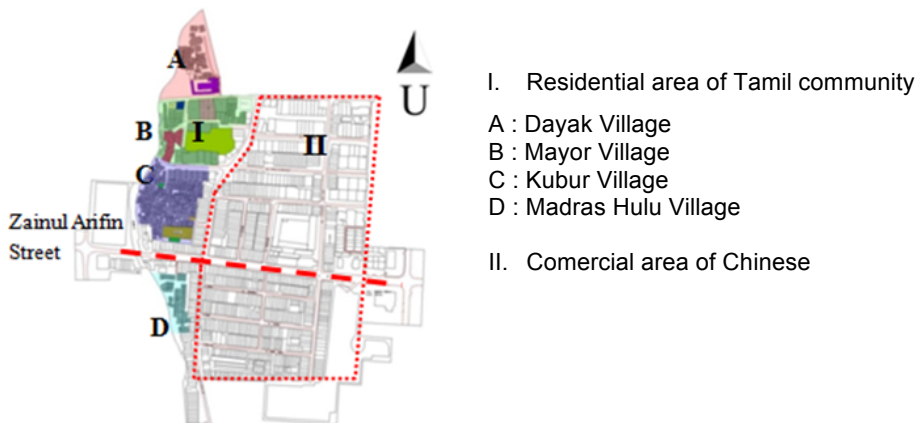 A
B
I
II
C
Zainul Arifin
Street
D
U
I. Residential area of Tamil community
A : Dayak Village
B : Mayor Village
C : Kubur Village
D : Madras Hulu Village
II. Comercial area of Chinese